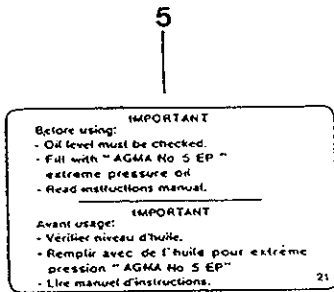 5
IMPORTANT
Before using:
- Oil level must be checked.
- Fill with "AGMA No 5 EP"
extreme pressure oil
- Read instructions manual.
IMPORTANT
Avant usage:
- Vérifier niveau d'huile.
- Remplir avec de l'huile pour extrème
pression "AGMA No 5 EP"
- Lire manuel d'instructions.
21